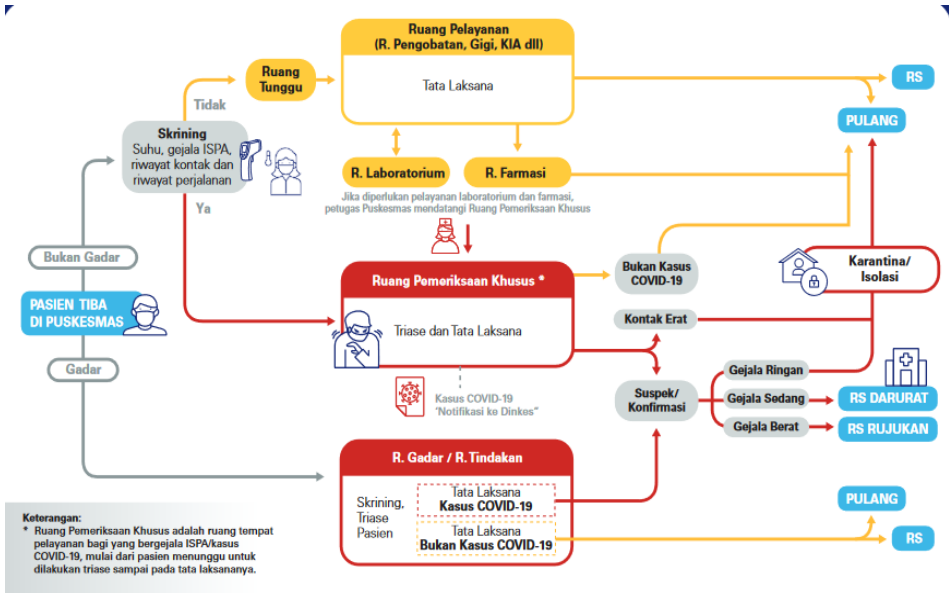 Ruang Pelayanan
(R. Pengobatan, Gigi, KIA dll)
Tata Laksana
Ruang
Tunggu
RS
PULANG
Tidak
Skrining
Suhu, gejala ISPA,
riwayat kontak dan
riwayat perjalanan
Ya
R. Laboratorium
R. Farmasi
Jika diperlukan pelayanan laboratorium dan farmasi,
petugas Puskesmas mendatangi Ruang Pemeriksaan Khusus
Bukan Gadar
PASIEN TIBA
DI PUSKESMAS
Gadar
Ruang Pemeriksaan Khusus *
Triase dan Tata Laksana
Bukan Kasus
COVID-19
Karantina/
Isolasi
Kontak Erat
Kasus COVID-19
‘Notifikasi ke Dinkes”
Suspek/
Konfirmasi
Gejala Ringan
Gejala Sedang
Gejala Berat
RS DARURAT
RS RUJUKAN
R. Gadar / R. Tindakan
Skrining,
Triase
Pasien
Tata Laksana
Kasus COVID-19
Tata Laksana
Bukan Kasus COVID-19
PULANG
RS
Keterangan:
* Ruang Pemeriksaan Khusus adalah ruang tempat
pelayanan bagi yang bergejala ISPA/kasus
COVID-19, mulai dari pasien menunggu untuk
dilakukan triase sampai pada tata laksananya.